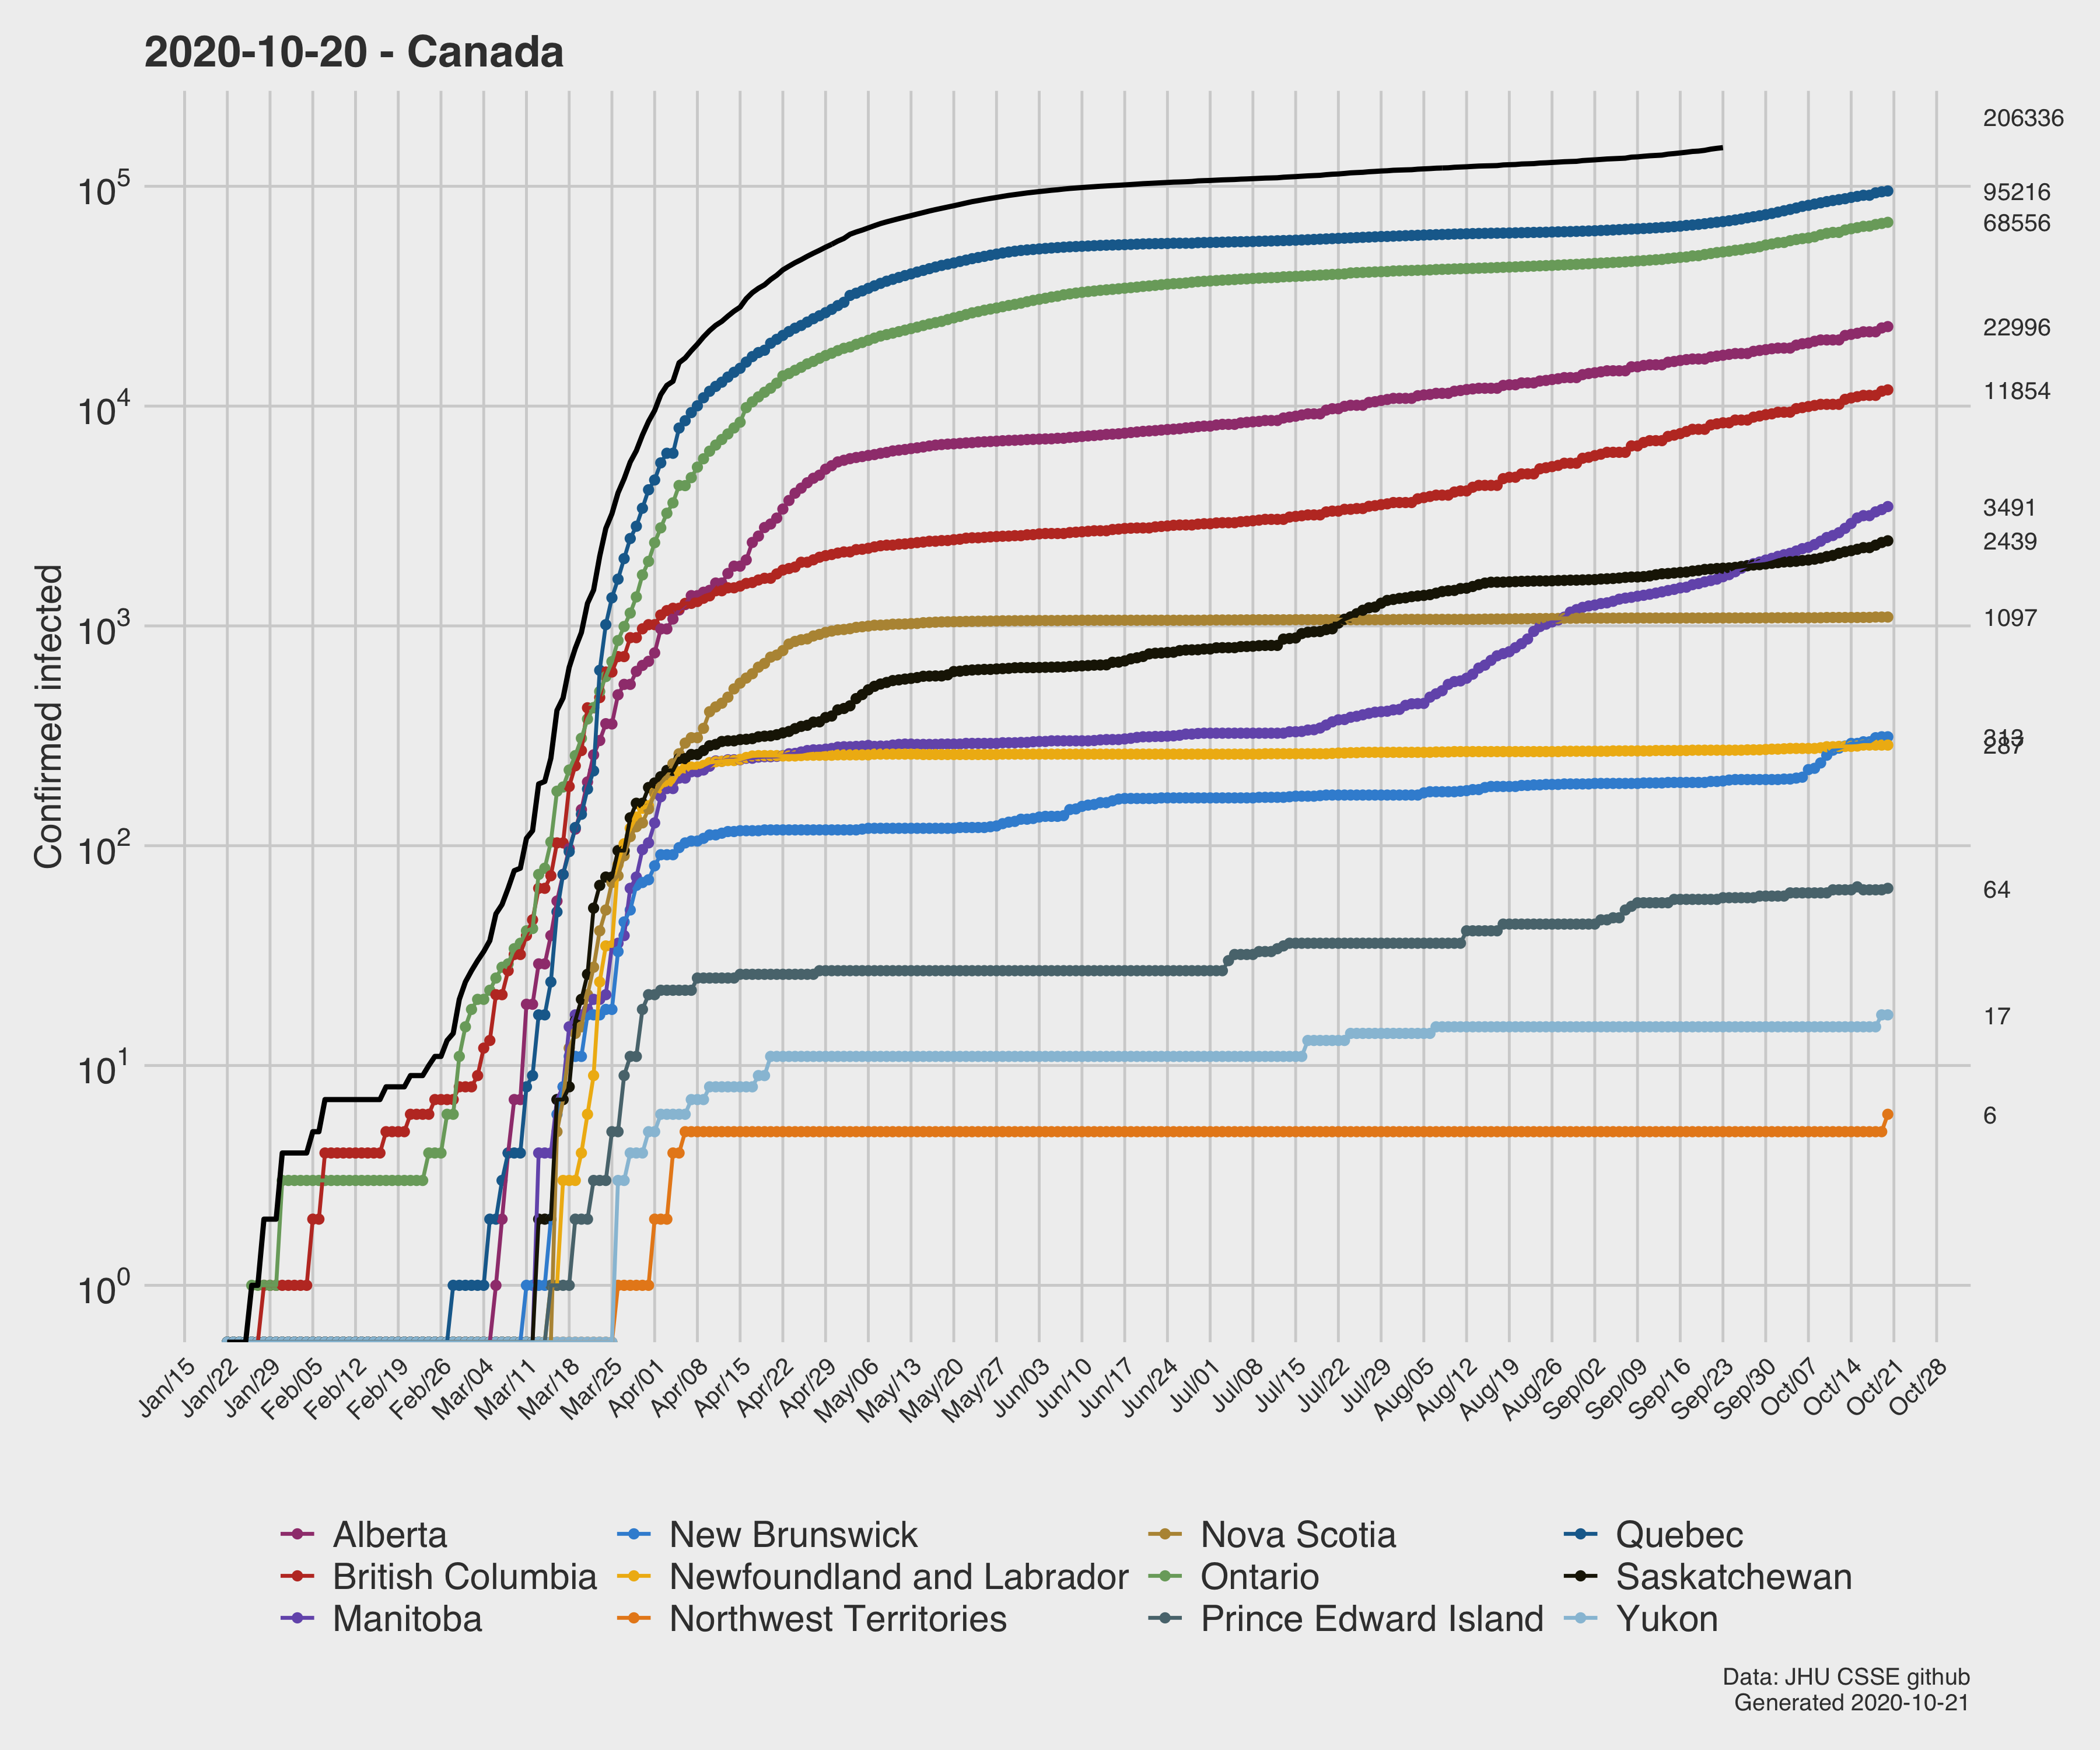 2020-10-20 - Canada
206336
10^5
95216
68556
22996
10^4
11854
3491
2439
10^3
1097
313
287
Confirmed infected
10^2
64
17
10^1
6
10^0
Jan/15 Jan/22 Jan/29 Feb/05 Feb/12 Feb/19 Feb/26 Mar/04 Mar/11 Mar/18 Mar/25 Apr/01 Apr/08 Apr/15 Apr/22 Apr/29 May/06 May/13 May/20 May/27 Jun/03 Jun/10 Jun/17 Jun/24 Jul/01 Jul/08 Jul/15 Jul/22 Jul/29 Aug/05 Aug/12 Aug/19 Aug/26 Sep/02 Sep/09 Sep/16 Sep/23 Sep/30 Oct/07 Oct/14 Oct/21 Oct/28
Alberta New Brunswick Nova Scotia Quebec
British Columbia Newfoundland and Labrador Ontario Saskatchewan
Manitoba Northwest Territories Prince Edward Island Yukon
Data: JHU CSSE github
Generated 2020-10-21